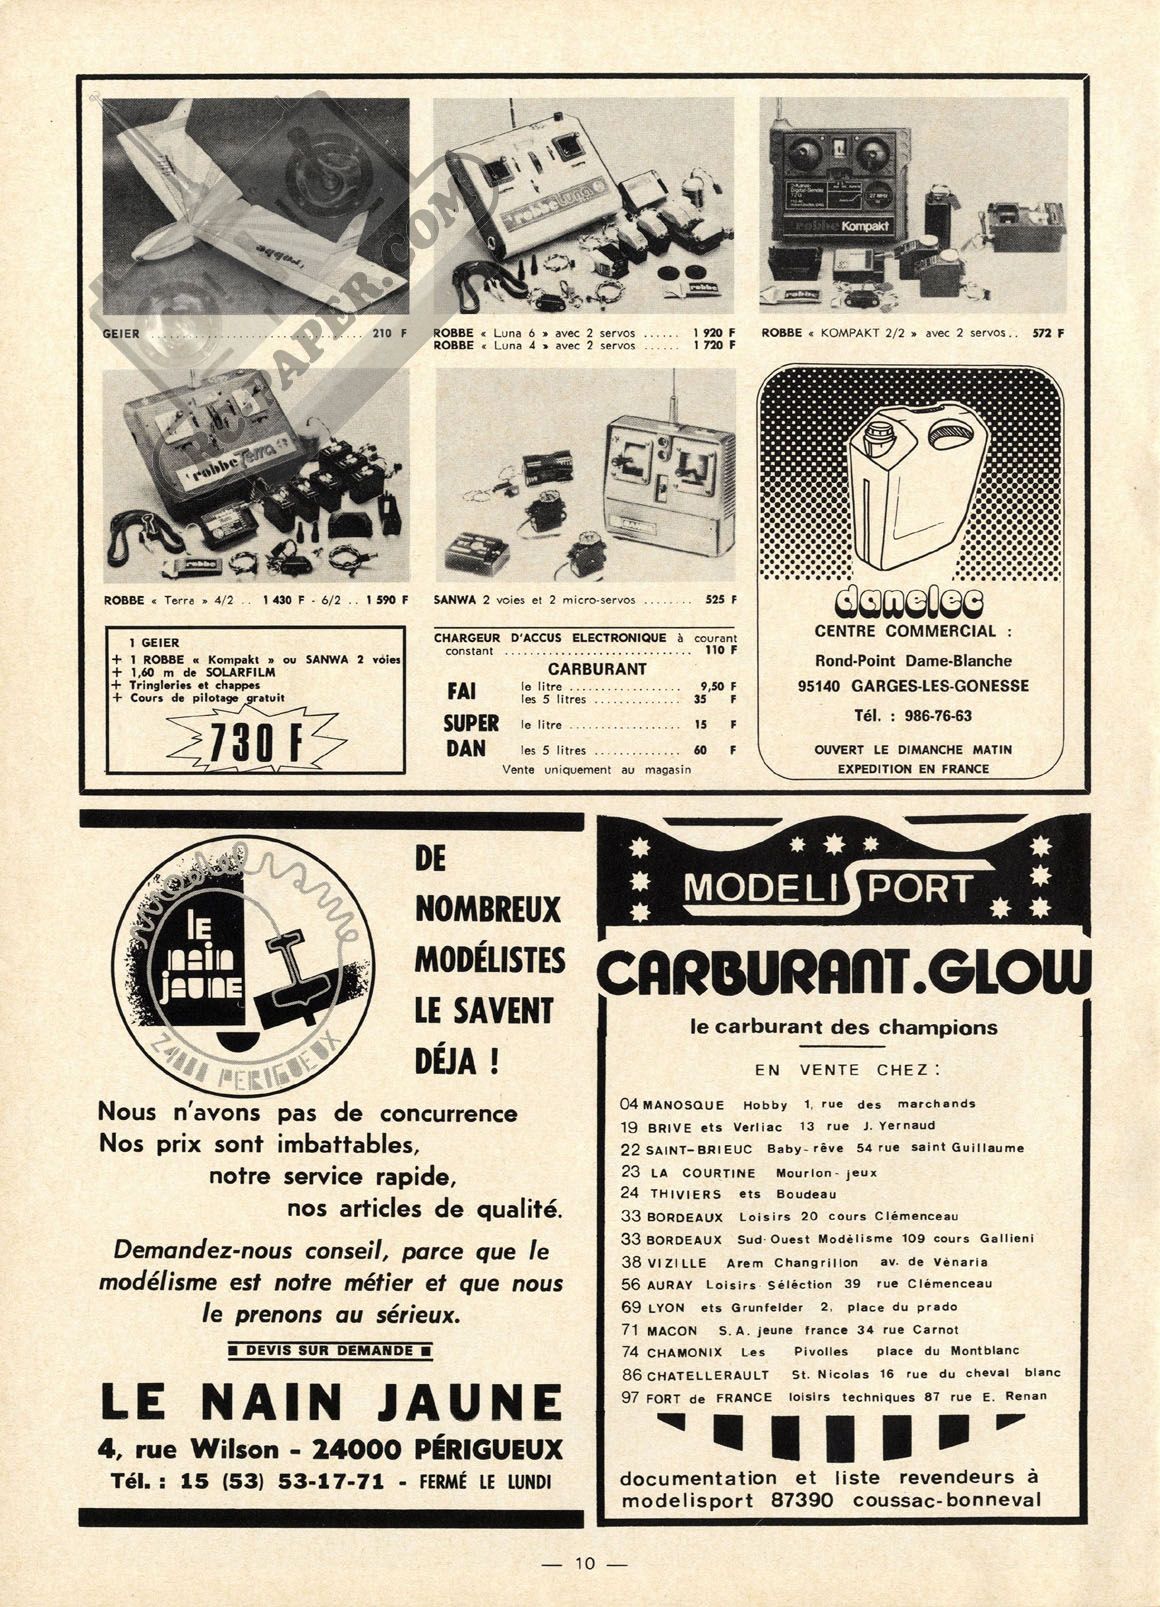 GEIER ........ 210 F
ROBBE « Luna 6 » avec 2 servos ...... 1 920 F
ROBBE « Luna 4 » avec 2 servos ...... 1 720 F
ROBBE « KOMPAKT 2/2 » avec 2 servos.. 572 F
RCPAPER.COM
robbe
robbe Luna
robbe Kompakt
robbe Terra
ROBBE « Terra » 4/2 .. 1 430 F - 6/2 .. 1 590 F
SANWA 2 voies et 2 micro-servos ........ 525 F
1 GEIER
+ 1 ROBBE « Kompakt » ou SANWA 2 voies
+ 1,60 m de SOLARFILM
+ Tringleries et chappes
+ Cours de pilotage gratuit
730 F
CHARGEUR D'ACCUS ELECTRONIQUE à courant
constant ........ 110 F
CARBURANT
FAI le litre ........ 9,50 F
les 5 litres ........ 35 F
SUPER le litre ........ 15 F
DAN les 5 litres ........ 60 F
Vente uniquement au magasin
danelec
CENTRE COMMERCIAL :
Rond-Point Dame-Blanche
95140 GARGES-LES-GONESSE
Tél. : 986-76-63
OUVERT LE DIMANCHE MATIN
EXPEDITION EN FRANCE
modelisme
le
nain
jaune
24000 PERIGUEUX
DE
NOMBREUX
MODÉLISTES
LE SAVENT
DÉJA !
Nous n'avons pas de concurrence
Nos prix sont imbattables,
notre service rapide,
nos articles de qualité.
Demandez-nous conseil, parce que le
modélisme est notre métier et que nous
le prenons au sérieux.
DEVIS SUR DEMANDE
LE NAIN JAUNE
4, rue Wilson - 24000 PÉRIGUEUX
Tél. : 15 (53) 53-17-71 - FERMÉ LE LUNDI
MODELISPORT
CARBURANT.GLOW
le carburant des champions
EN VENTE CHEZ :
04 MANOSQUE Hobby 1, rue des marchands
19 BRIVE ets Verliac 13 rue J. Yernaud
22 SAINT-BRIEUC Baby-rêve 54 rue saint Guillaume
23 LA COURTINE Mourlon-jeux
24 THIVIERS ets Boudeau
33 BORDEAUX Loisirs 20 cours Clémenceau
33 BORDEAUX Sud-Ouest Modélisme 109 cours Gallieni
38 VIZILLE Arem Changrillon av. de Vénaria
56 AURAY Loisirs Séléction 39 rue Clémenceau
69 LYON ets Grunfelder 2, place du prado
71 MACON S.A. jeune france 34 rue Carnot
74 CHAMONIX Les Pivolles place du Montblanc
86 CHATELLERAULT St. Nicolas 16 rue du cheval blanc
97 FORT de FRANCE loisirs techniques 87 rue E. Renan
documentation et liste revendeurs à
modelisport 87390 coussac-bonneval
— 10 —